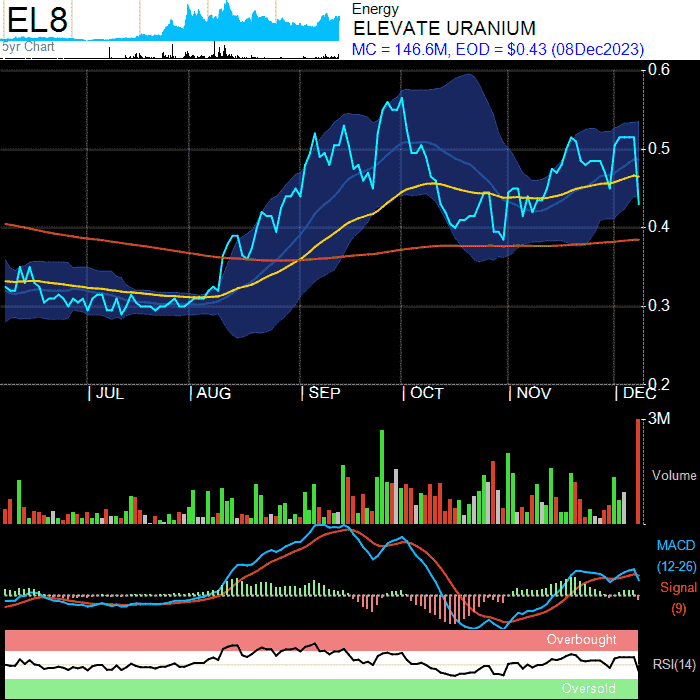 EL8
5yr Chart
Energy
ELEVATE URANIUM
MC = 146.6M, EOD = $0.43 (08Dec2023)
0.6
0.5
0.4
0.3
0.2
JUL
AUG
SEP
OCT
NOV
DEC
3M
Volume
MACD
(12-26)
Signal
(9)
Overbought
RSI(14)
Oversold